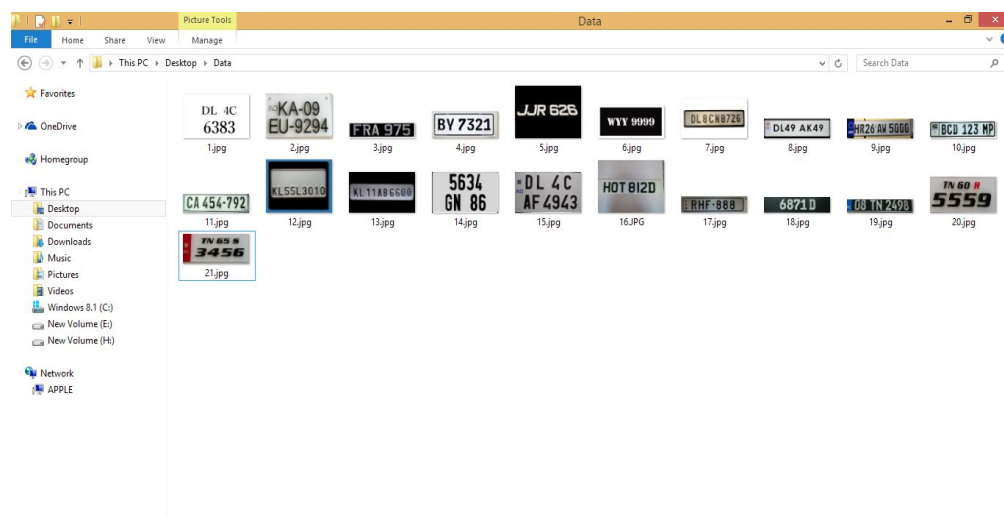 Picture Tools
Data
File Home Share View Manage
This PC Desktop Data
Search Data
Favorites
OneDrive
Homegroup
This PC
Desktop
Documents
Downloads
Music
Pictures
Videos
Windows 8.1 (C:)
New Volume (E:)
New Volume (H:)
Network
APPLE
DL 4C
6383
1.jpg
KA-09
EU-9294
2.jpg
FRA 975
3.jpg
BY 7321
4.jpg
JJR 626
5.jpg
WYY 9999
6.jpg
DL8CN8726
7.jpg
DL49 AK49
8.jpg
HR26 AW 5000
9.jpg
BCD 123 MP
10.jpg
CA 454-792
11.jpg
KL55L3010
12.jpg
KL11AB6600
13.jpg
5634
GN 86
14.jpg
DL 4C
AF 4943
15.jpg
HOT 812D
16.JPG
RHF-888
17.jpg
6871D
18.jpg
08 TN 2498
19.jpg
TN 60 R
5559
20.jpg
TN 65 S
3456
21.jpg